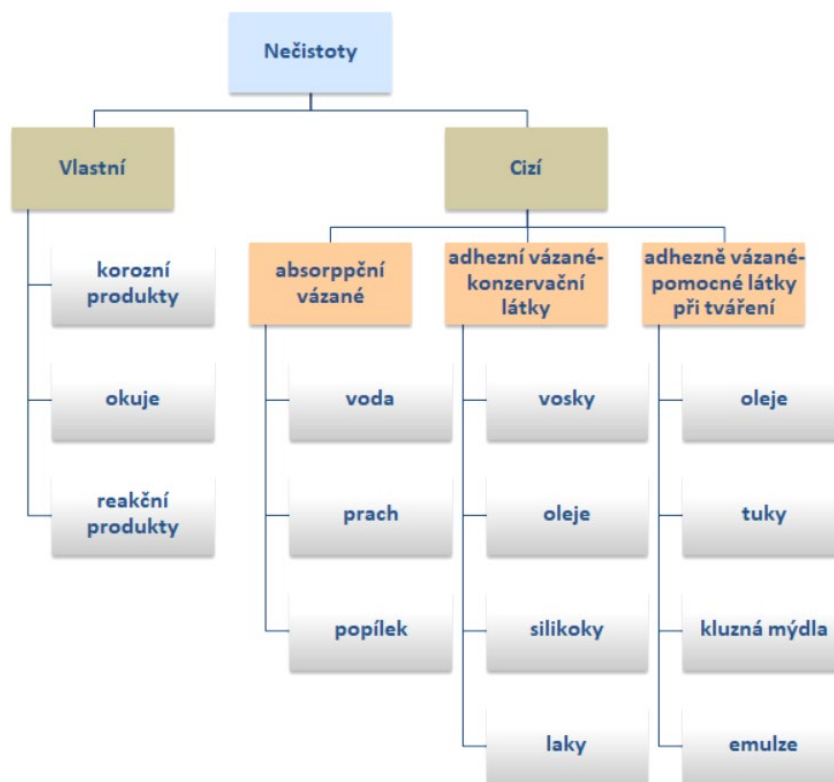 Nečistoty
Vlastní
Cizí
korozní
produkty
okuje
reakční
produkty
absorppční
vázané
voda
prach
popílek
adhezní vázané-
konzervační
látky
vosky
oleje
silikoky
laky
adhezně vázané-
pomocné látky
při tváření
oleje
tuky
kluzná mýdla
emulze